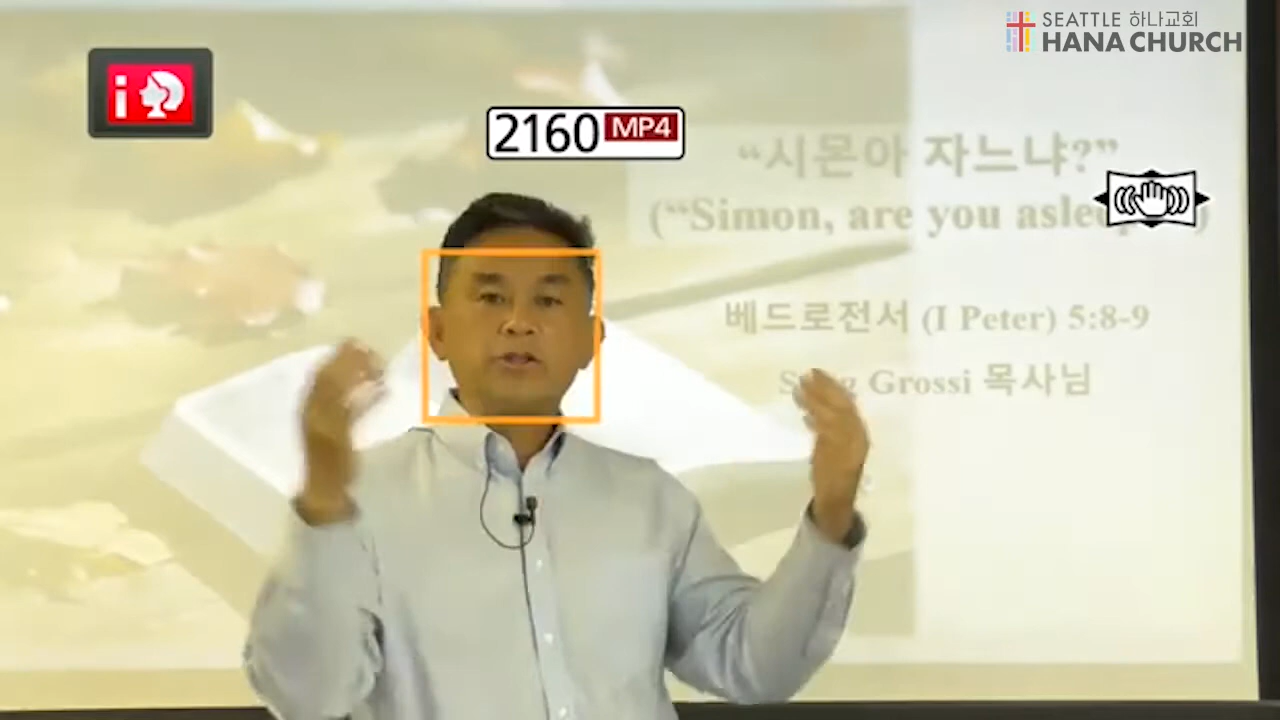 SEATTLE 하나교회
HANA CHURCH
i
2160 MP4
“시몬아 자느냐?”
(“Simon, are you
베드로전서 (I Peter) 5:8-9
Grossi 목사님